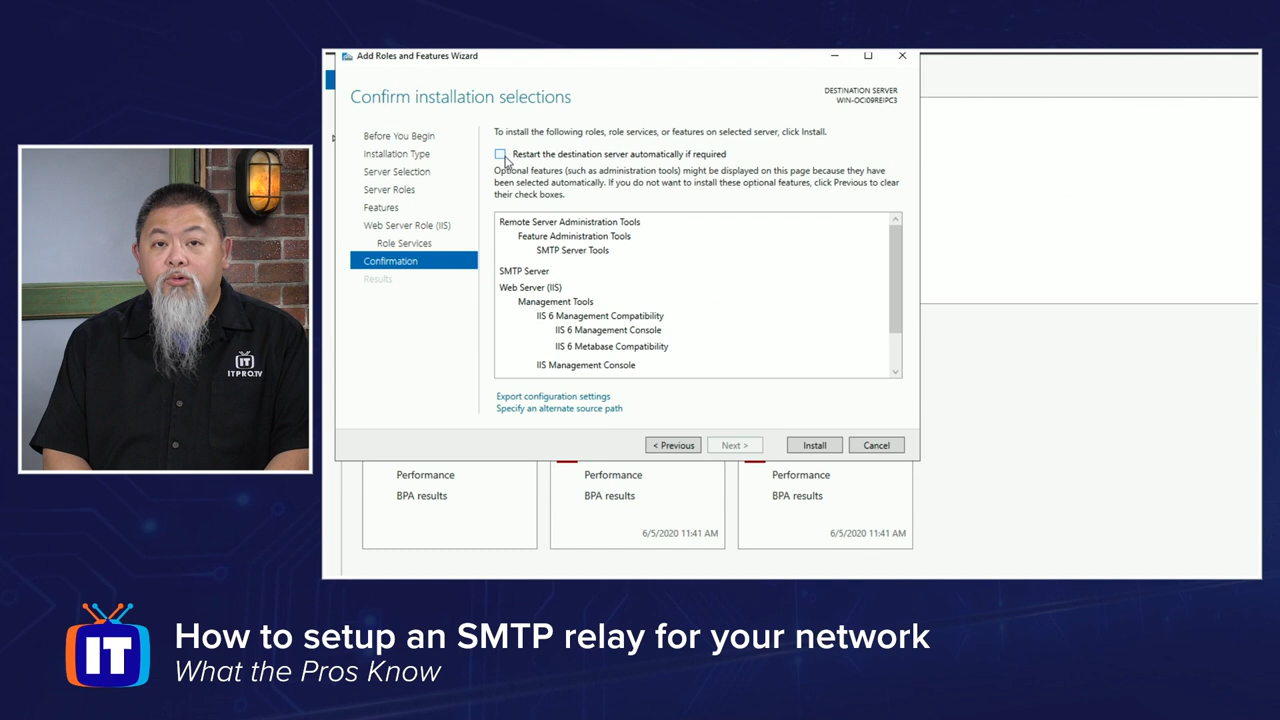 Add Roles and Features Wizard
Confirm installation selections
DESTINATION SERVER
WIN-OCI09REIPC3
Before You Begin
Installation Type
Server Selection
Server Roles
Features
Web Server Role (IIS)
Role Services
Confirmation
Results
To install the following roles, role services, or features on selected server, click Install.
Restart the destination server automatically if required
Optional features (such as administration tools) might be displayed on this page because they have
been selected automatically. If you do not want to install these optional features, click Previous to clear
their check boxes.
Remote Server Administration Tools
Feature Administration Tools
SMTP Server Tools
SMTP Server
Web Server (IIS)
Management Tools
IIS 6 Management Compatibility
IIS 6 Management Console
IIS 6 Metabase Compatibility
IIS Management Console
Export configuration settings
Specify an alternate source path
< Previous
Next >
Install
Cancel
Performance
BPA results
Performance
BPA results
6/5/2020 11:41 AM
Performance
BPA results
6/5/2020 11:41 AM
IT
ITPRO.TV
IT
How to setup an SMTP relay for your network
What the Pros Know